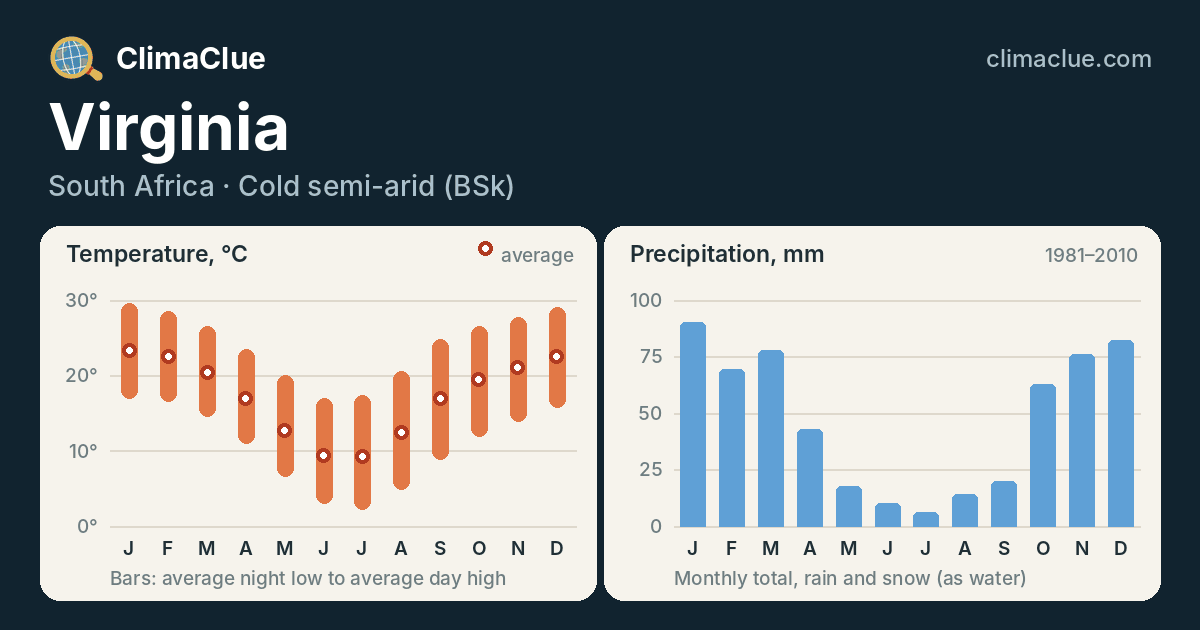 ClimaClue
climaclue.com
Virginia
South Africa · Cold semi-arid (BSk)
Temperature, °C
average
30°
20°
10°
0°
J F M A M J J A S O N D
Bars: average night low to average day high
Precipitation, mm
1981–2010
100
75
50
25
0
J F M A M J J A S O N D
Monthly total, rain and snow (as water)